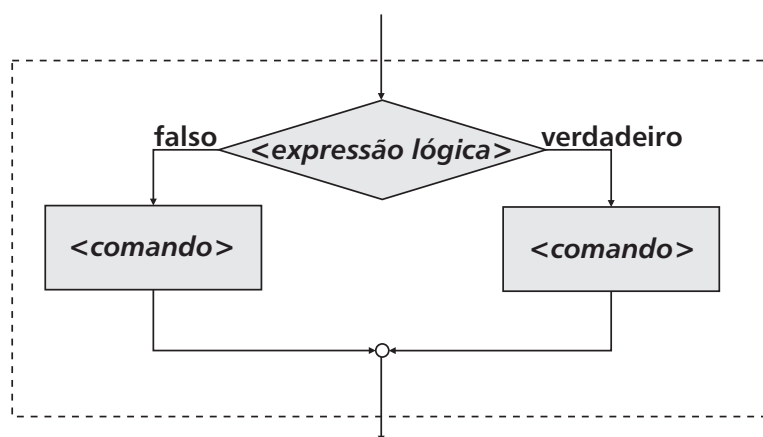 falso
<expressão lógica>
verdadeiro
<comando>
<comando>